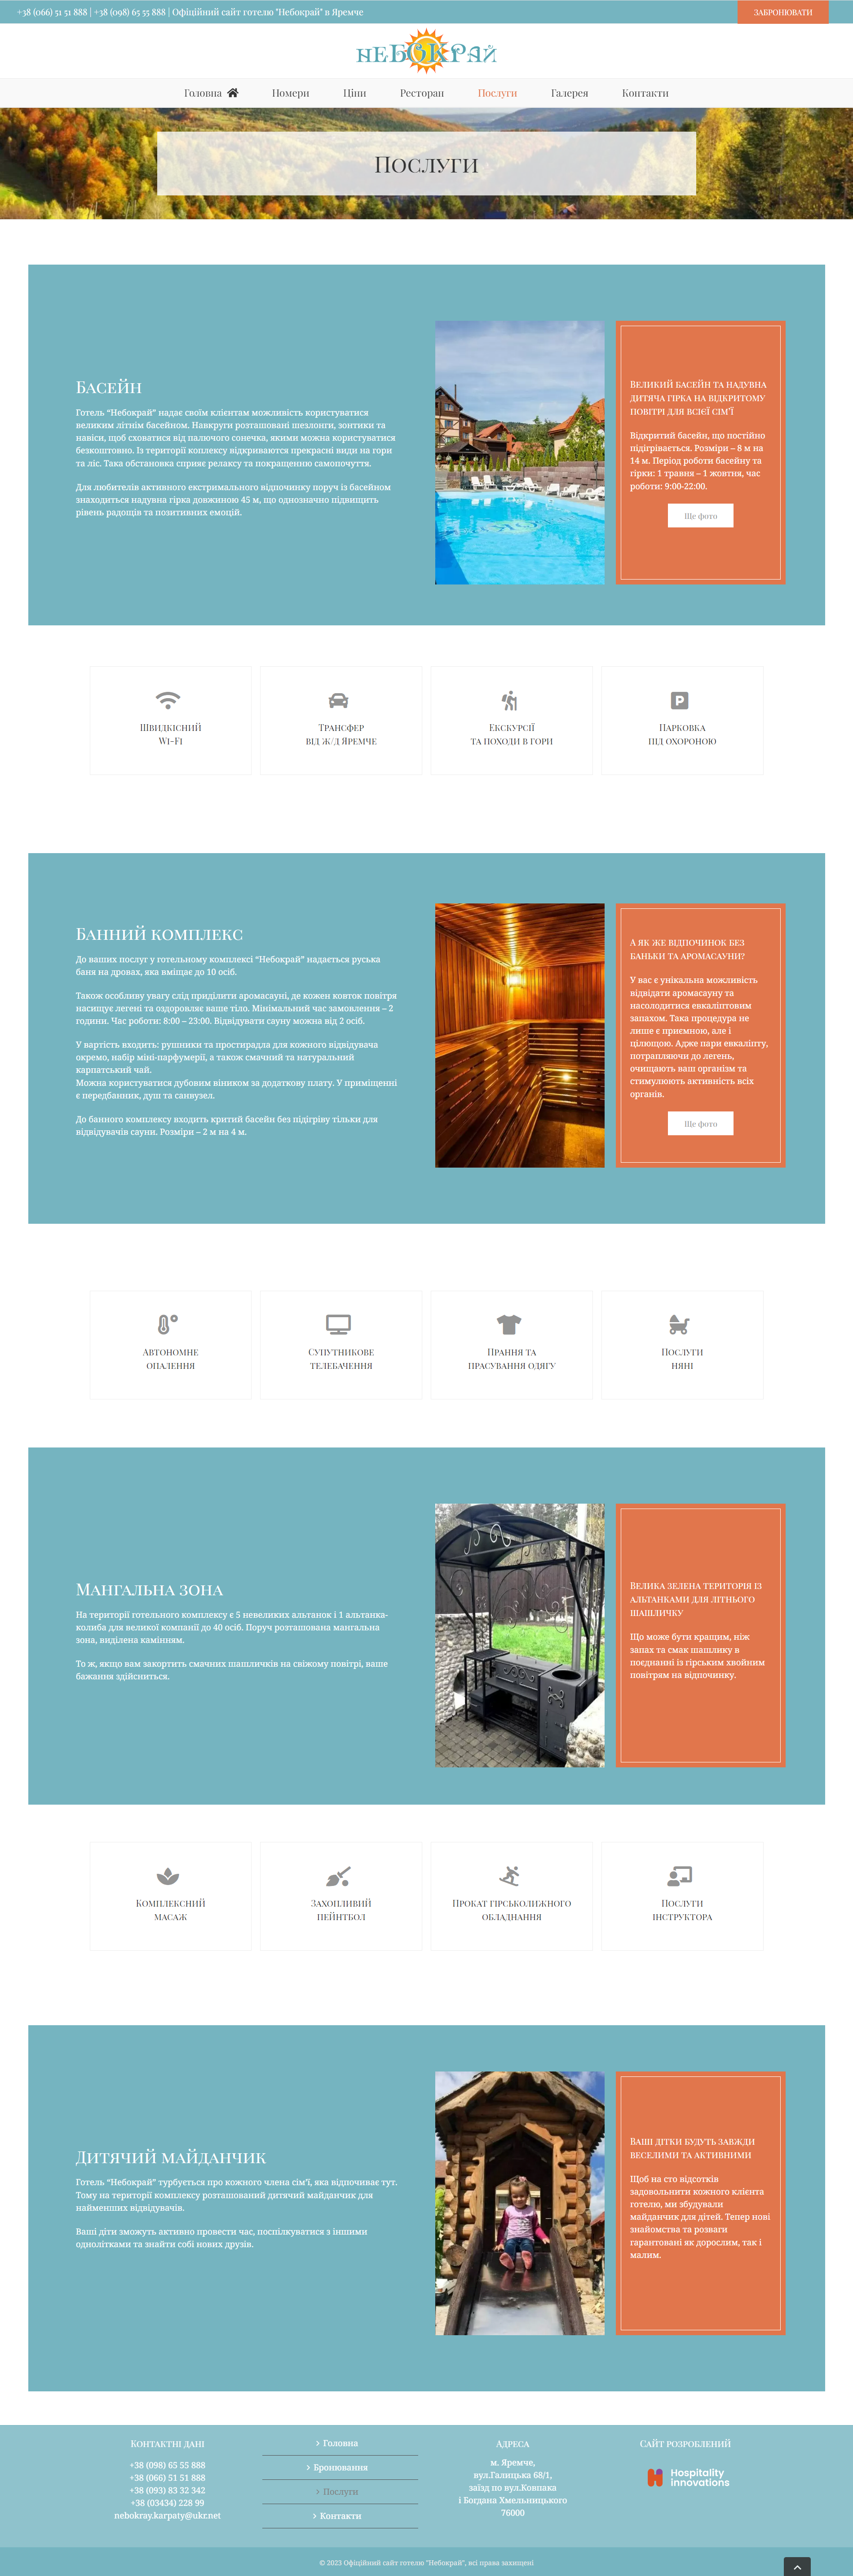 +38 (066) 51 51 888 | +38 (098) 65 55 888 | Офіційний сайт готелю "Небокрай" в Яремче
ЗАБРОНЮВАТИ
НЕБОКРАЙ
Головна
Номери
Ціни
Ресторан
Послуги
Галерея
Контакти
Послуги
Басейн
Готель “Небокрай” надає своїм клієнтам можливість користуватися
великим літнім басейном. Навкруги розташовані шезлонги, зонтики та
навіси, щоб сховатися від палючого сонечка, якими можна користуватися
безкоштовно. Із території коплексу відкриваються прекрасні види на гори
та ліс. Така обстановка сприяє релаксу та покращенню самопочуття.
Для любителів активного екстримального відпочинку поруч із басейном
знаходиться надувна гірка довжиною 45 м, що однозначно підвищить
рівень радощів та позитивних емоцій.
Великий басейн та надувна
дитяча гірка на відкритому
повітрі для всієї сім'ї
Відкритий басейн, що постійно
підігрівається. Розміри – 8 м на
14 м. Період роботи басейну та
гірки: 1 травня – 1 жовтня, час
роботи: 9:00-22:00.
Ще фото
Швидкісний
Wi-Fi
Трансфер
від ж/д Яремче
Екскурсії
та походи в гори
Парковка
під охороною
Банний комплекс
До ваших послуг у готельному комплексі “Небокрай” надається руська
баня на дровах, яка вміщає до 10 осіб.
Також особливу увагу слід приділити аромасауні, де кожен ковток повітря
насищує легені та оздоровляє ваше тіло. Мінімальний час замовлення – 2
години. Час роботи: 8:00 – 23:00. Відвідувати сауну можна від 2 осіб.
У вартість входить: рушники та простирадла для кожного відвідувача
окремо, набір міні-парфумерії, а також смачний та натуральний
карпатський чай.
Можна користуватися дубовим віником за додаткову плату. У приміщенні
є передбанник, душ та санвузел.
До банного комплексу входить критий басейн без підігріву тільки для
відвідувачів сауни. Розміри – 2 м на 4 м.
А як же відпочинок без
баньки та аромасауни?
У вас є унікальна можливість
відвідати аромасауну та
насолодитися евкаліптовим
запахом. Така процедура не
лише є приємною, але і
цілющою. Адже пари евкаліпту,
потрапляючи до легень,
очищають ваш організм та
стимулюють активність всіх
органів.
Ще фото
Автономне
опалення
Супутникове
телебачення
Прання та
прасування одягу
Послуги
няні
Мангальна зона
На території готельного комплексу є 5 невеликих альтанок і 1 альтанка-
колиба для великої компанії до 40 осіб. Поруч розташована мангальна
зона, виділена камінням.
То ж, якщо вам закортить смачних шашличків на свіжому повітрі, ваше
бажання здійсниться.
Велика зелена територія із
альтанками для літнього
шашличку
Що може бути кращим, ніж
запах та смак шашлику в
поєднанні із гірським хвойним
повітрям на відпочинку.
Комплексний
масаж
Захопливий
пейнтбол
Прокат гірськолижного
обладнання
Послуги
інструктора
Дитячий майданчик
Готель “Небокрай” турбується про кожного члена сім’ї, яка відпочиває тут.
Тому на території комплексу розташований дитячий майданчик для
найменших відвідувачів.
Ваші діти зможуть активно провести час, поспілкуватися з іншими
однолітками та знайти собі нових друзів.
Ваші дітки будуть завжди
веселими та активними
Щоб на сто відсотків
задовольнити кожного клієнта
готелю, ми збудували
майданчик для дітей. Тепер нові
знайомства та розваги
гарантовані як дорослим, так і
малим.
Контактні дані
+38 (098) 65 55 888
+38 (066) 51 51 888
+38 (093) 83 32 342
+38 (03434) 228 99
nebokray.karpaty@ukr.net
Головна
Бронювання
Послуги
Контакти
Адреса
м. Яремче,
вул.Галицька 68/1,
заїзд по вул.Ковпака
і Богдана Хмельницького
76000
Сайт розроблений
Hospitality
innovations
© 2023 Офіційний сайт готелю "Небокрай", всі права захищені